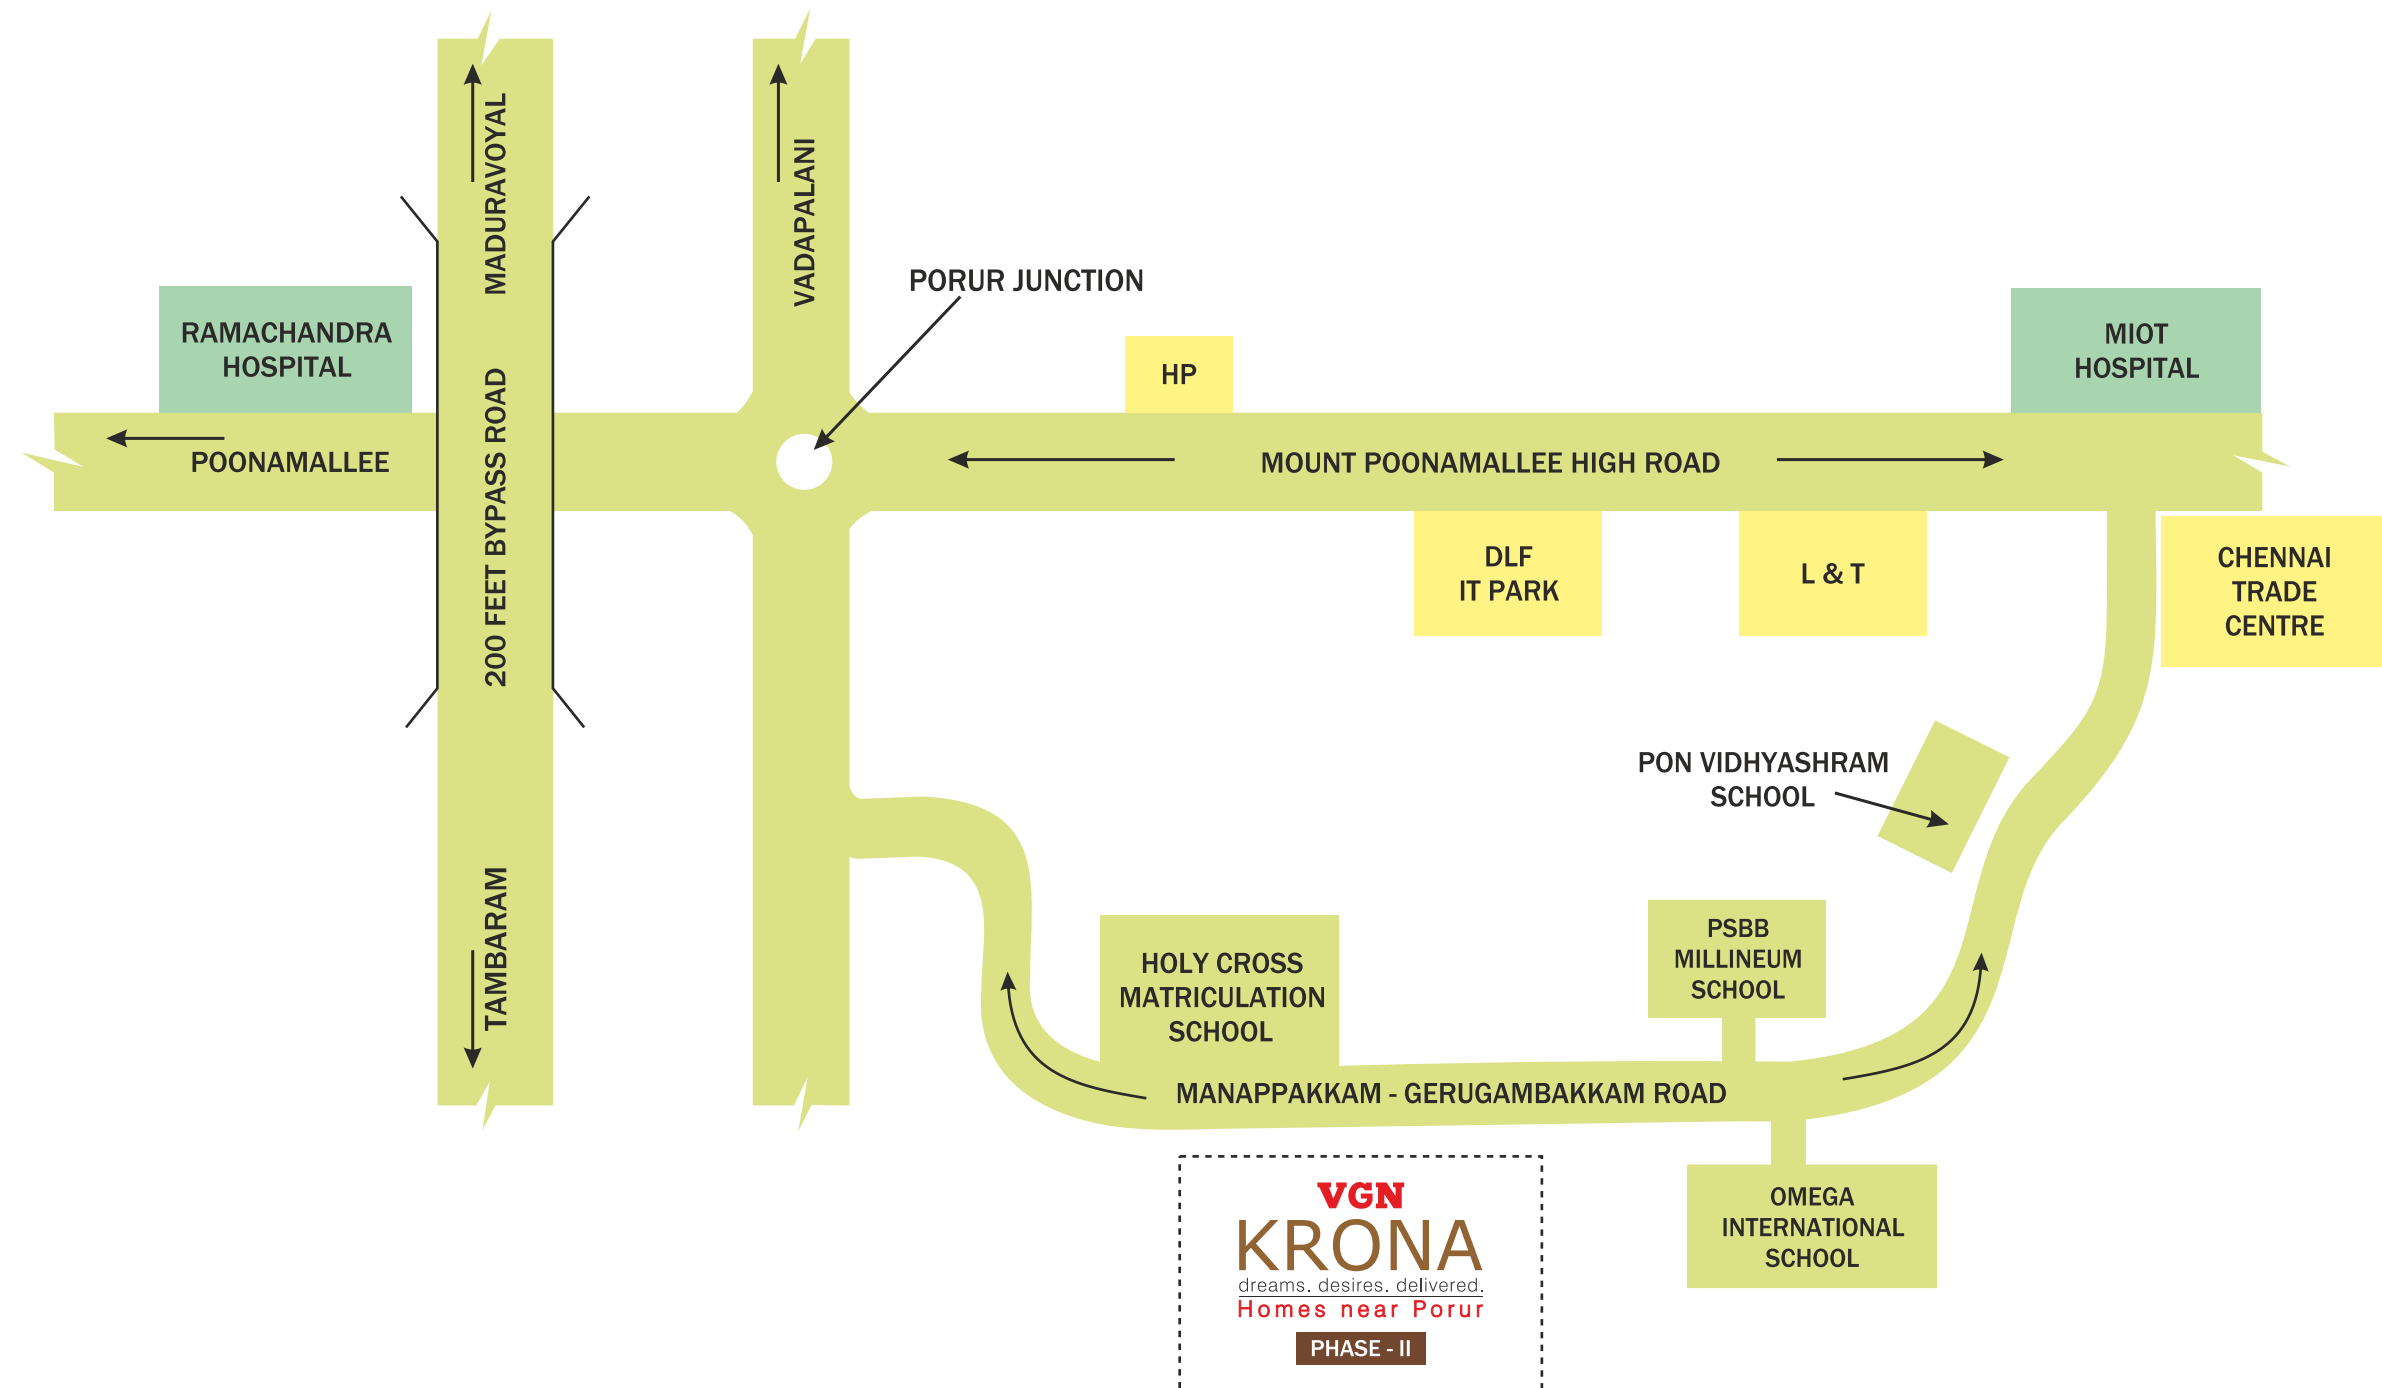 MADURAVOYAL
VADAPALANI
PORUR JUNCTION
RAMACHANDRA
HOSPITAL
HP
MIOT
HOSPITAL
POONAMALLEE
200 FEET BYPASS ROAD
MOUNT POONAMALLEE HIGH ROAD
DLF
IT PARK
L & T
CHENNAI
TRADE
CENTRE
PON VIDHYASHRAM
SCHOOL
TAMBARAM
HOLY CROSS
MATRICULATION
SCHOOL
PSBB
MILLINEUM
SCHOOL
MANAPPAKKAM - GERUGAMBAKKAM ROAD
OMEGA
INTERNATIONAL
SCHOOL
VGN
KRONA
dreams. desires. delivered.
Homes near Porur
PHASE - II